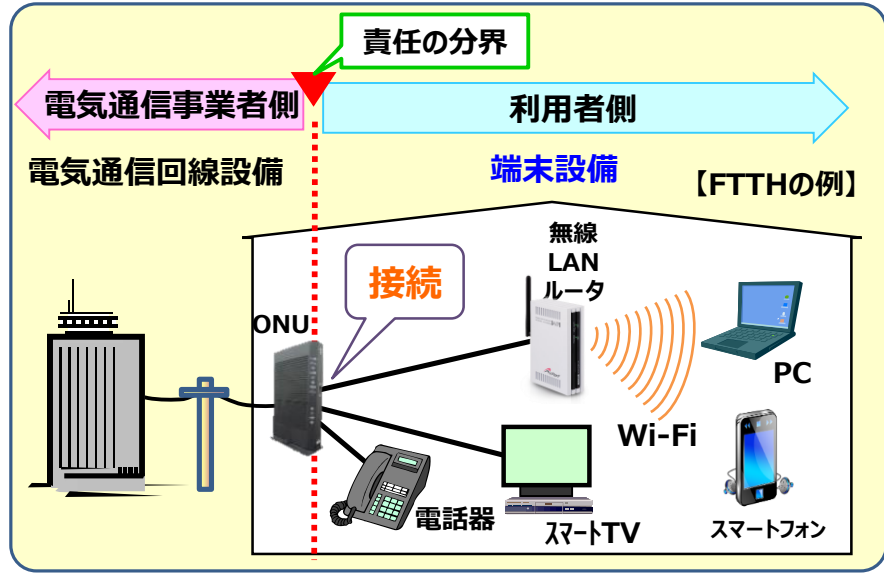 責任の分界
電気通信事業者側
利用者側
電気通信回線設備
端末設備
【FTTHの例】
無線
LAN
ルータ
接続
ONU
PC
Wi-Fi
電話器
ｽﾏｰﾄTV
スマートフォン